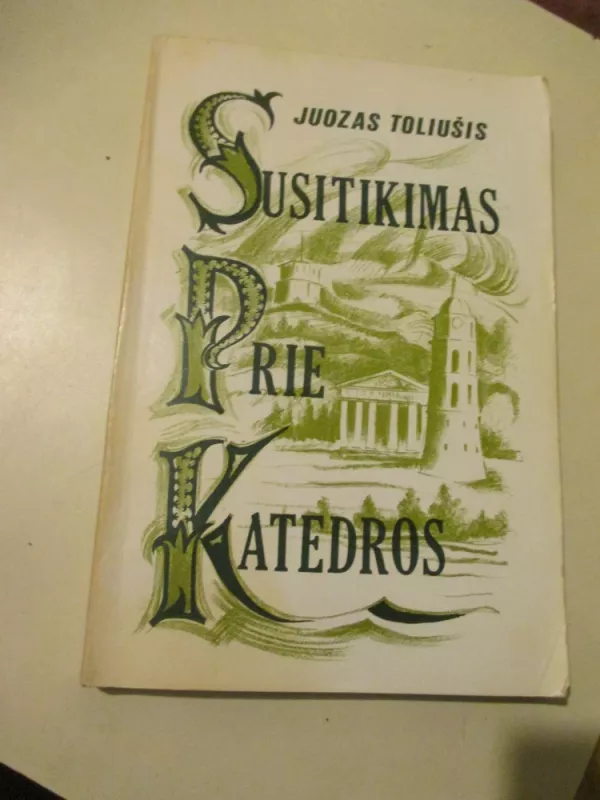 JUOZAS TOLIUŠIS
SUSITIKIMAS
PRIE
KATEDROS